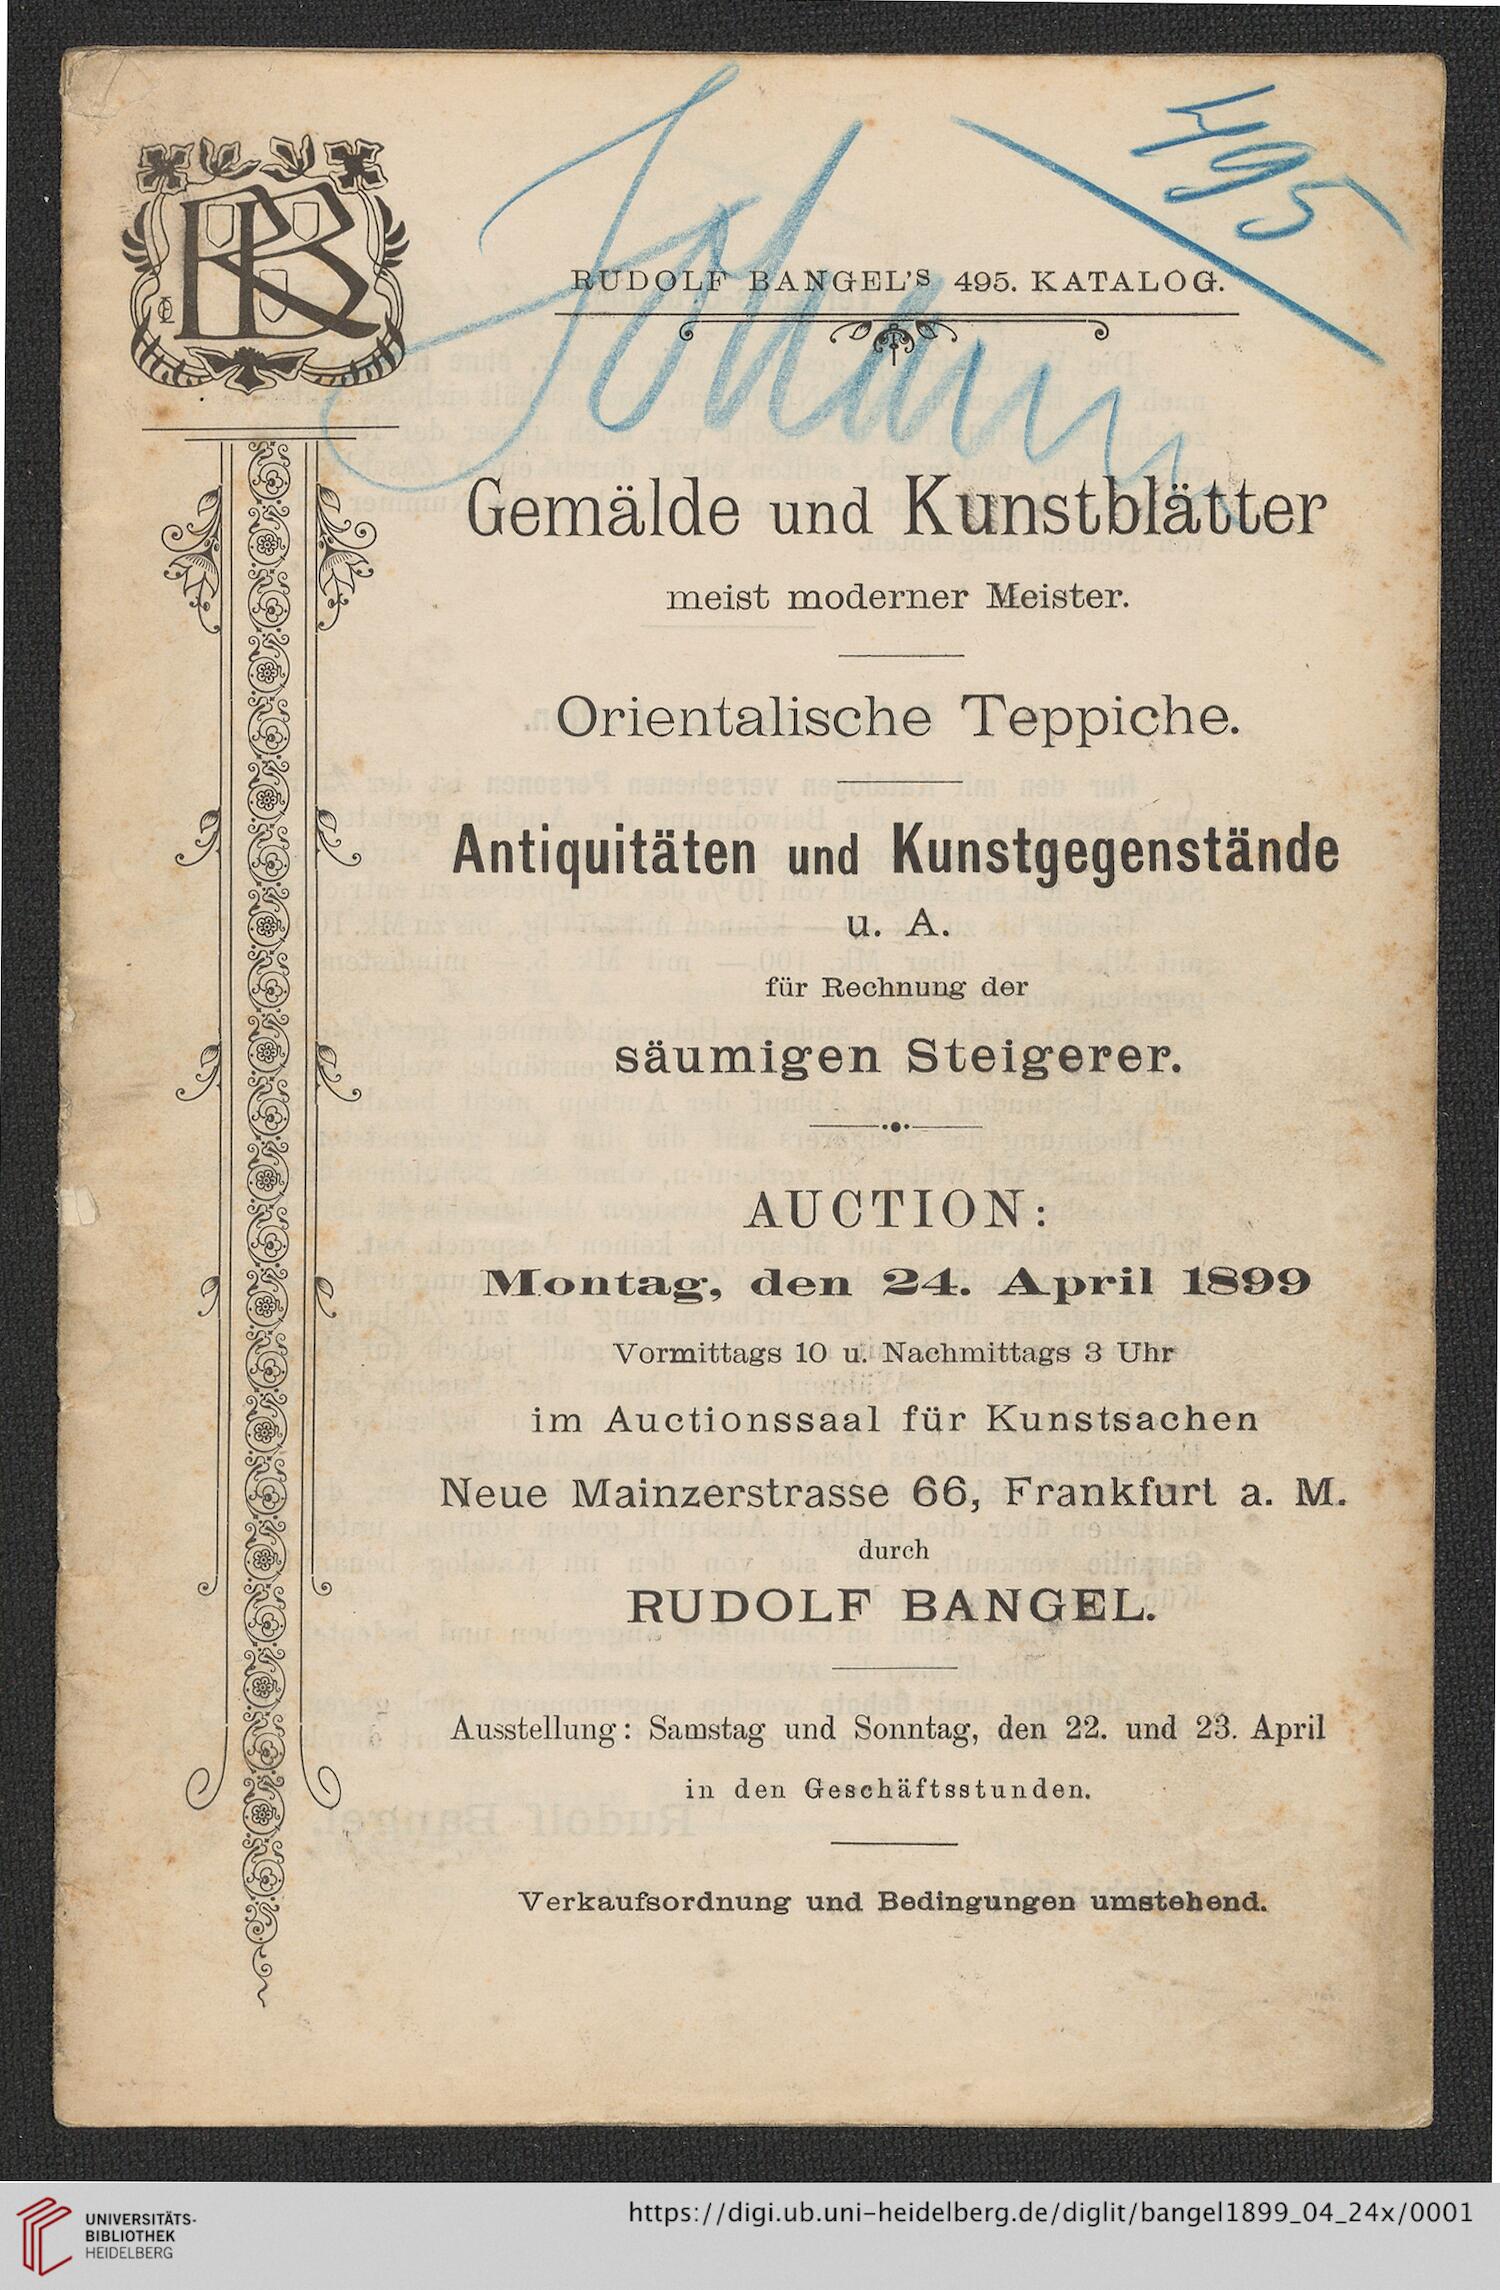 495
RUDOLF BANGEL'S 495. KATALOG.
Gemälde und Kunstblätter
meist moderner Meister.
Orientalische Teppiche.
Antiquitäten und Kunstgegenstände
u. A.
für Rechnung der
säumigen Steigerer.
AUCTION:
Montag, den 24. April 1899
Vormittags 10 u. Nachmittags 3 Uhr
im Auctionssaal für Kunstsachen
Neue Mainzerstrasse 66, Frankfurt a. M.
durch
RUDOLF BANGEL.
Ausstellung: Samstag und Sonntag, den 22. und 23. April
in den Geschäftsstunden.
Verkaufsordnung und Bedingungen umstehend.
UNIVERSITÄTS-
BIBLIOTHEK
HEIDELBERG
https://digi.ub.uni-heidelberg.de/diglit/bangel1899_04_24x/0001